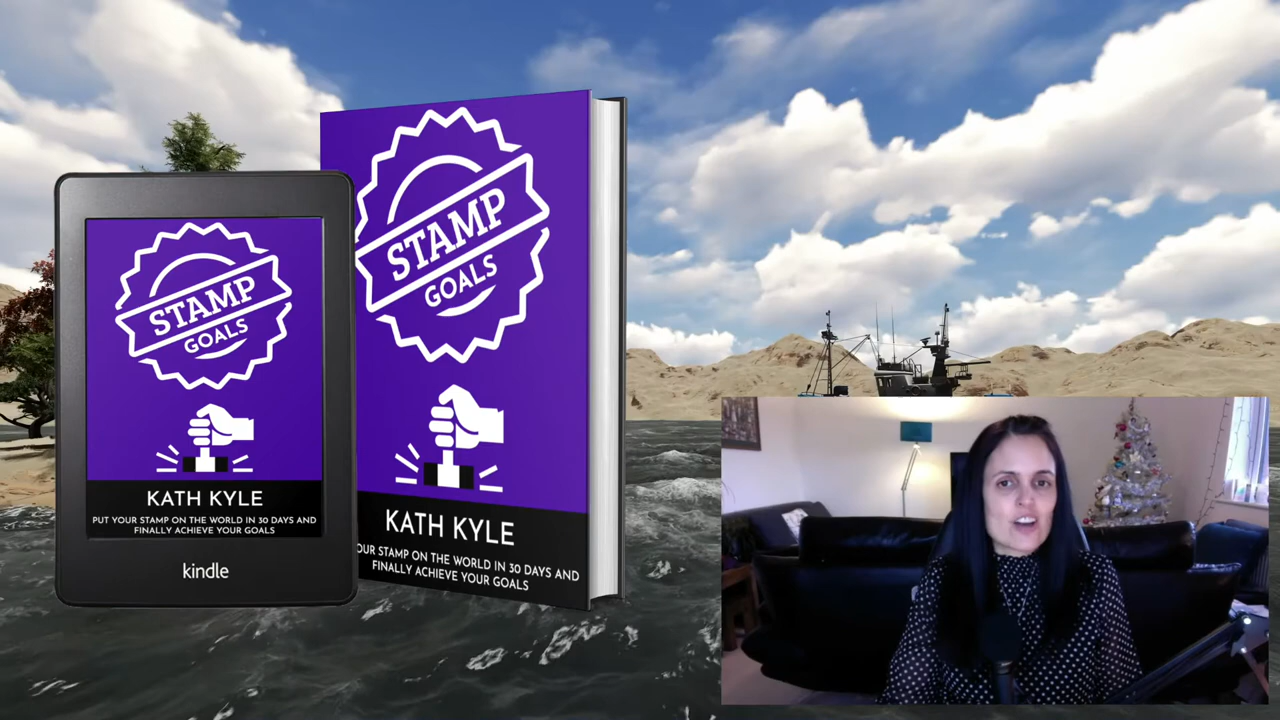 STAMP
GOALS
KATH KYLE
PUT YOUR STAMP ON THE WORLD IN 30 DAYS AND
FINALLY ACHIEVE YOUR GOALS
kindle
STAMP
GOALS
KATH KYLE
OUR STAMP ON THE WORLD IN 30 DAYS AND
FINALLY ACHIEVE YOUR GOALS